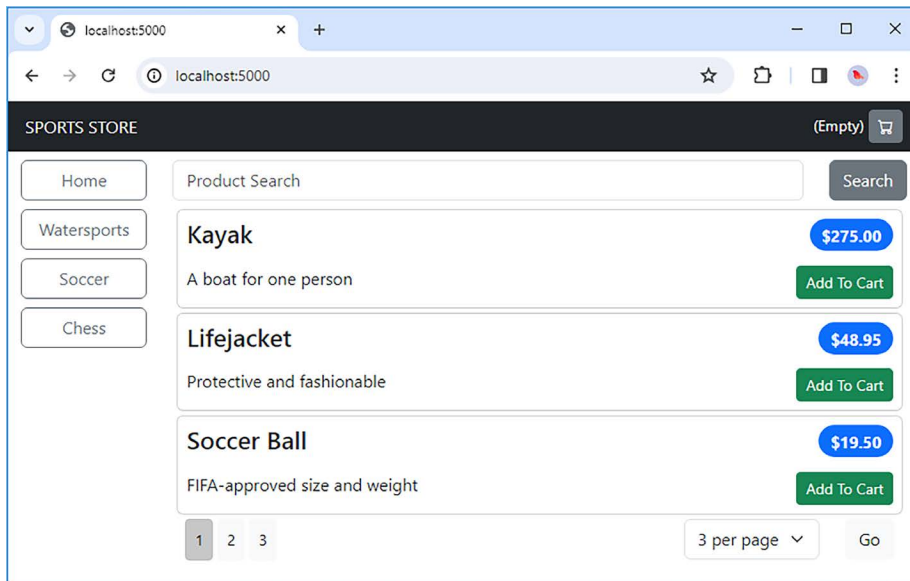 localhost:5000
localhost:5000
SPORTS STORE (Empty)
Home Product Search Search
Watersports Kayak $275.00
A boat for one person Add To Cart
Soccer
Chess Lifejacket $48.95
Protective and fashionable Add To Cart
Soccer Ball $19.50
FIFA-approved size and weight Add To Cart
1 2 3 3 per page Go